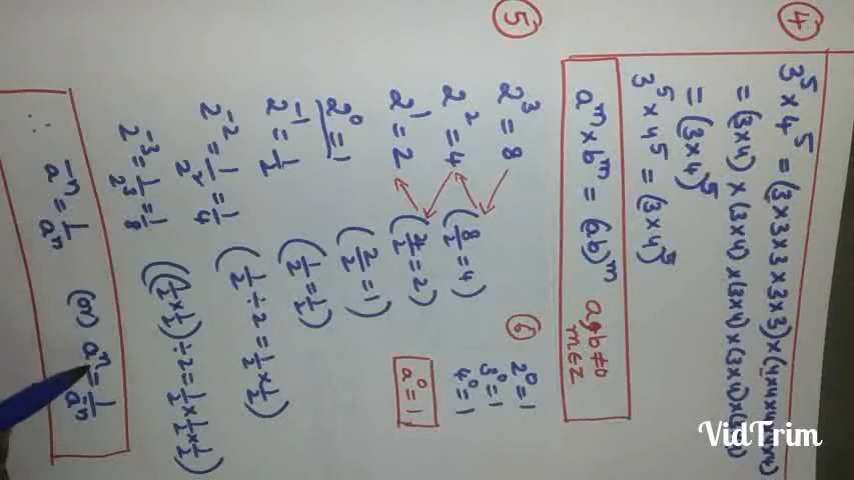 ④
3⁵ × 4⁵ = (3×3×3×3×3) × (4×4×4×4×4)
= (3×4) × (3×4) × (3×4) × (3×4) × (3×4)
= (3×4)⁵
3⁵ × 4⁵ = (3×4)⁵
aᵐ × bᵐ = (ab)ᵐ a&b≠0
m∈Z
⑤
2³ = 8
2² = 4 (8/2 = 4)
2¹ = 2 (4/2 = 2)
2⁰ = 1 (2/2 = 1)
2⁻¹ = 1/2 (1/2 = 1/2)
2⁻² = 1/2² = 1/4 (1/2 ÷ 2 = 1/2 × 1/2)
2⁻³ = 1/2³ = 1/8 ((1/2 × 1/2) ÷ 2 = 1/2 × 1/2 × 1/2)
∴ a⁻ⁿ = 1/aⁿ (or) aⁿ = 1/a⁻ⁿ
⑥ 2⁰ = 1
3⁰ = 1
4⁰ = 1
a⁰ = 1
VidTrim